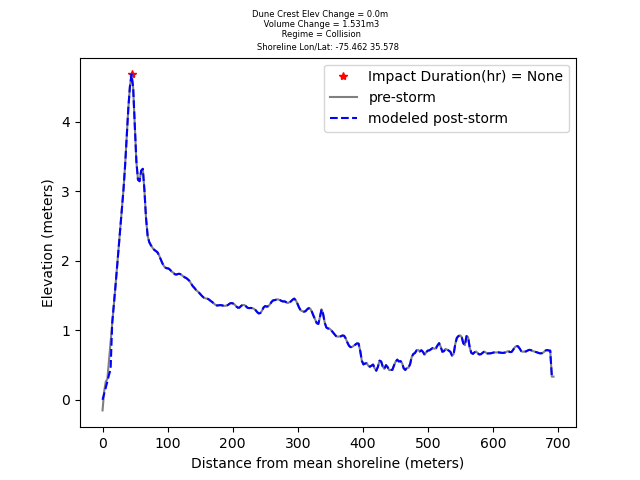 Dune Crest Elev Change = 0.0m
Volume Change = 1.531m3
Regime = Collision
Shoreline Lon/Lat: -75.462 35.578
Impact Duration(hr) = None
pre-storm
modeled post-storm
4
3
2
1
0
Elevation (meters)
0 100 200 300 400 500 600 700
Distance from mean shoreline (meters)